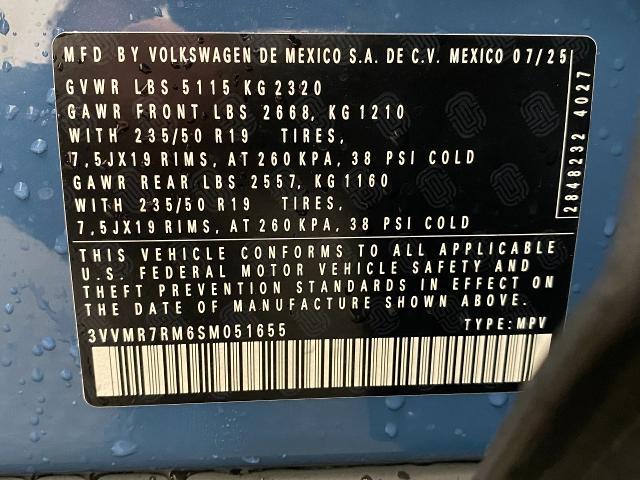 MFD BY VOLKSWAGEN DE MEXICO S.A. DE C.V. MEXICO 07/25
GVWR LBS 5115 KG 2320
GAWR FRONT LBS 2668, KG 1210
WITH 235/50 R19 TIRES,
7,5JX19 RIMS, AT 260 KPA, 38 PSI COLD
GAWR REAR LBS 2557, KG 1160
WITH 235/50 R19 TIRES,
7,5JX19 RIMS, AT 260 KPA, 38 PSI COLD
2848232 4027
THIS VEHICLE CONFORMS TO ALL APPLICABLE
U.S. FEDERAL MOTOR VEHICLE SAFETY AND
THEFT PREVENTION STANDARDS IN EFFECT ON
THE DATE OF MANUFACTURE SHOWN ABOVE.
3VVMR7RM6SM051655 TYPE: MPV